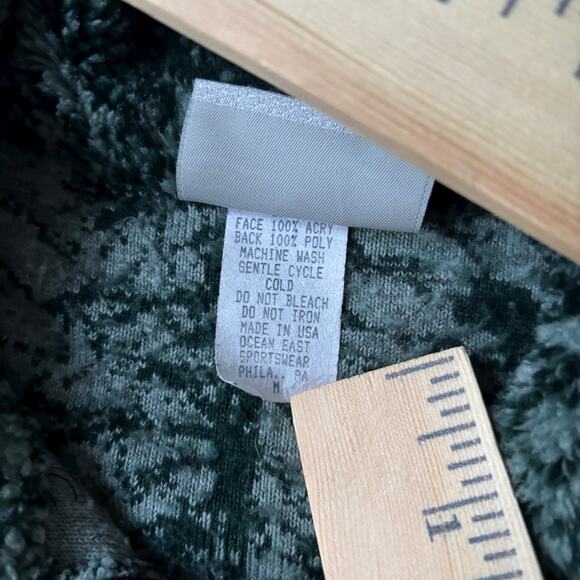 FACE 100% ACRY
BACK 100% POLY
MACHINE WASH
GENTLE CYCLE
COLD
DO NOT BLEACH
DO NOT IRON
MADE IN USA
OCEAN EAST
SPORTSWEAR
PHILA., PA
M
1